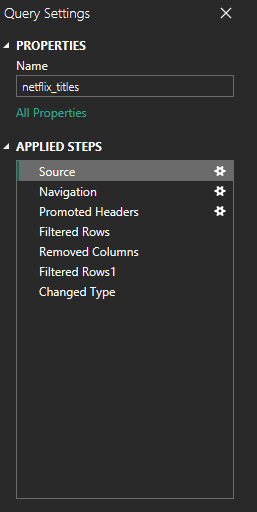 Query Settings
PROPERTIES
Name
netflix_titles
All Properties
APPLIED STEPS
Source
Navigation
Promoted Headers
Filtered Rows
Removed Columns
Filtered Rows1
Changed Type